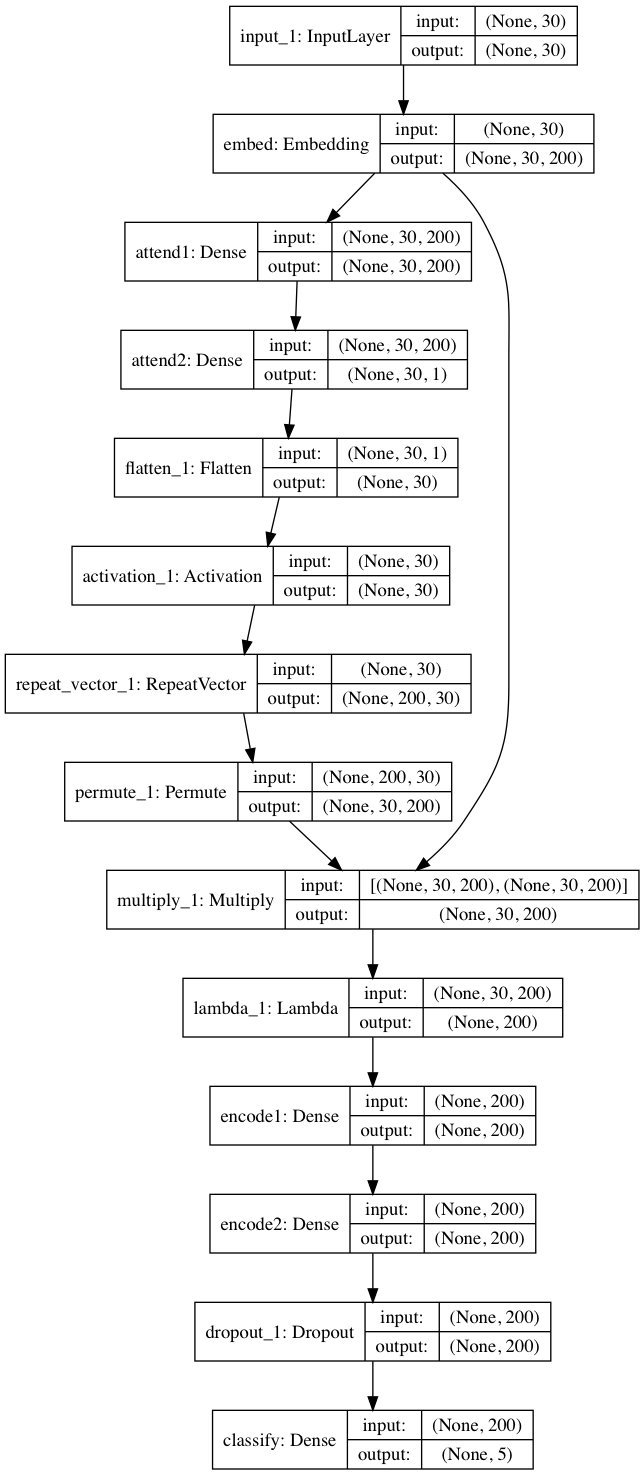 input_1: InputLayer
input: (None, 30)
output: (None, 30)
embed: Embedding
input: (None, 30)
output: (None, 30, 200)
attend1: Dense
input: (None, 30, 200)
output: (None, 30, 200)
attend2: Dense
input: (None, 30, 200)
output: (None, 30, 1)
flatten_1: Flatten
input: (None, 30, 1)
output: (None, 30)
activation_1: Activation
input: (None, 30)
output: (None, 30)
repeat_vector_1: RepeatVector
input: (None, 30)
output: (None, 200, 30)
permute_1: Permute
input: (None, 200, 30)
output: (None, 30, 200)
multiply_1: Multiply
input: [(None, 30, 200), (None, 30, 200)]
output: (None, 30, 200)
lambda_1: Lambda
input: (None, 30, 200)
output: (None, 200)
encode1: Dense
input: (None, 200)
output: (None, 200)
encode2: Dense
input: (None, 200)
output: (None, 200)
dropout_1: Dropout
input: (None, 200)
output: (None, 200)
classify: Dense
input: (None, 200)
output: (None, 5)